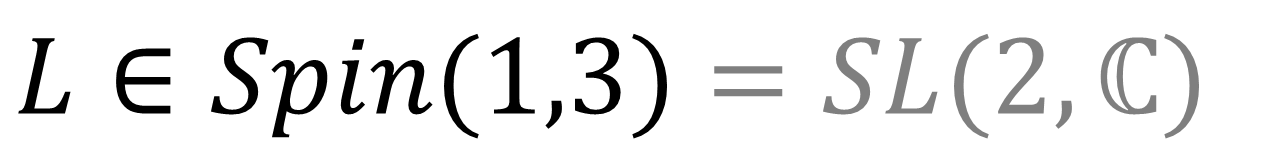 L ∈ Spin(1,3) = SL(2, ℂ)